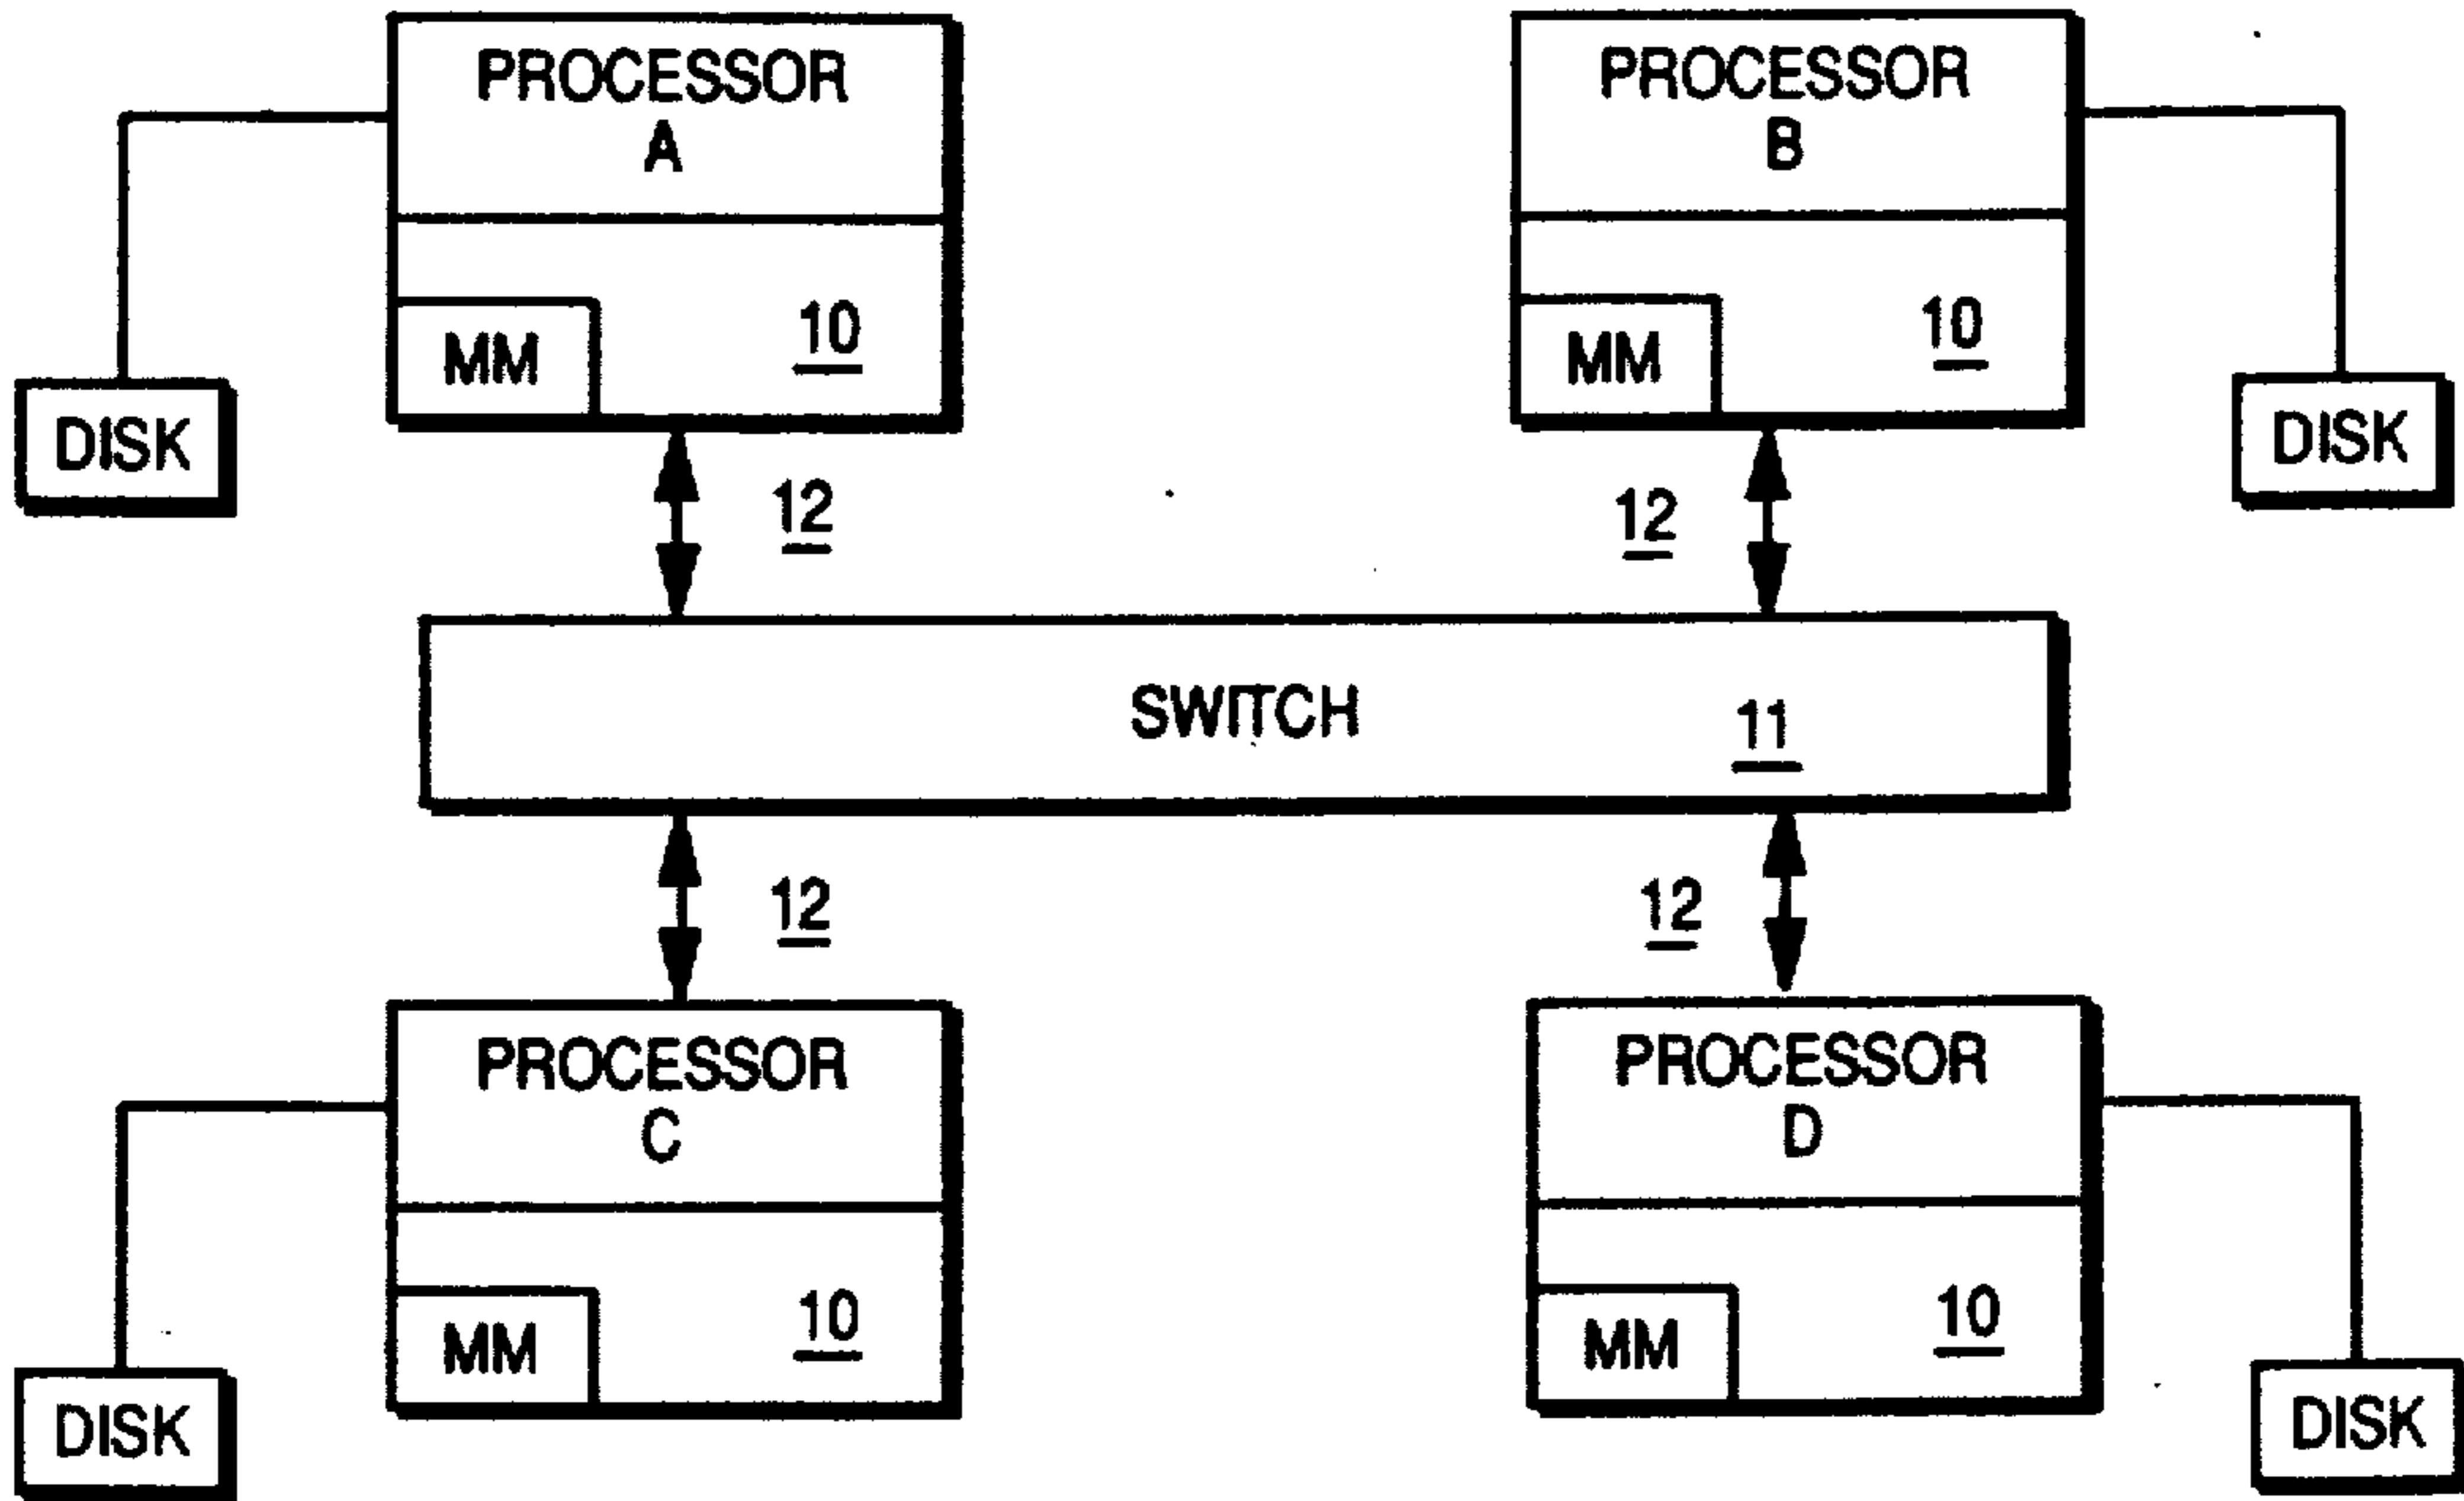 PROCESSOR
A
PROCESSOR
B
MM
10
MM
10
DISK
DISK
12
12
SWITCH
11
12
12
PROCESSOR
C
PROCESSOR
D
MM
10
MM
10
DISK
DISK